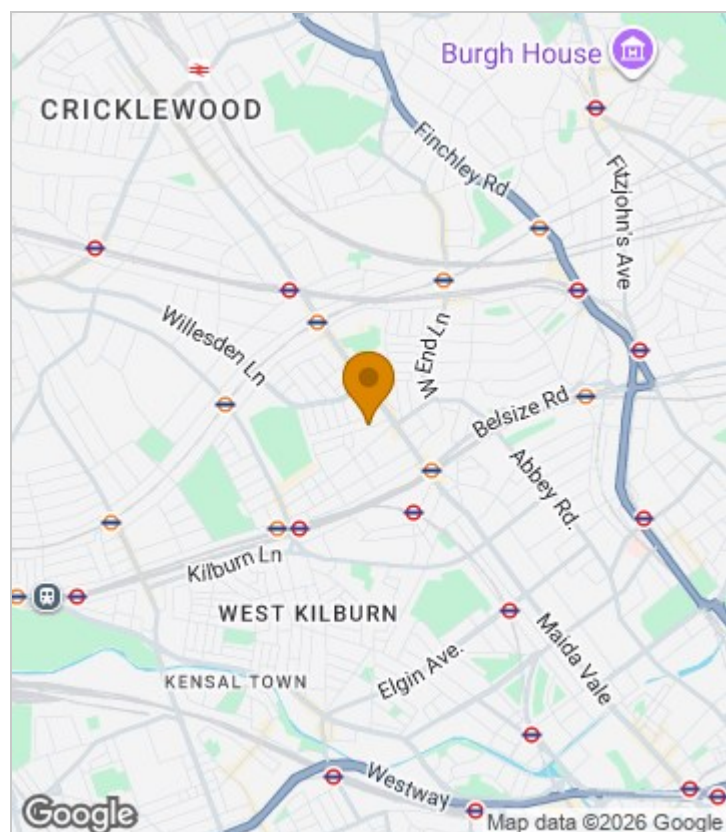 Burgh House
CRICKLEWOOD
Finchley Rd
Fitzjohn's Ave
Willesden Ln
W End Ln
Belsize Rd
Abbey Rd.
Kilburn Ln
WEST KILBURN
Maida Vale
Elgin Ave.
KENSAL TOWN
Westway
Google
Map data ©2026 Google